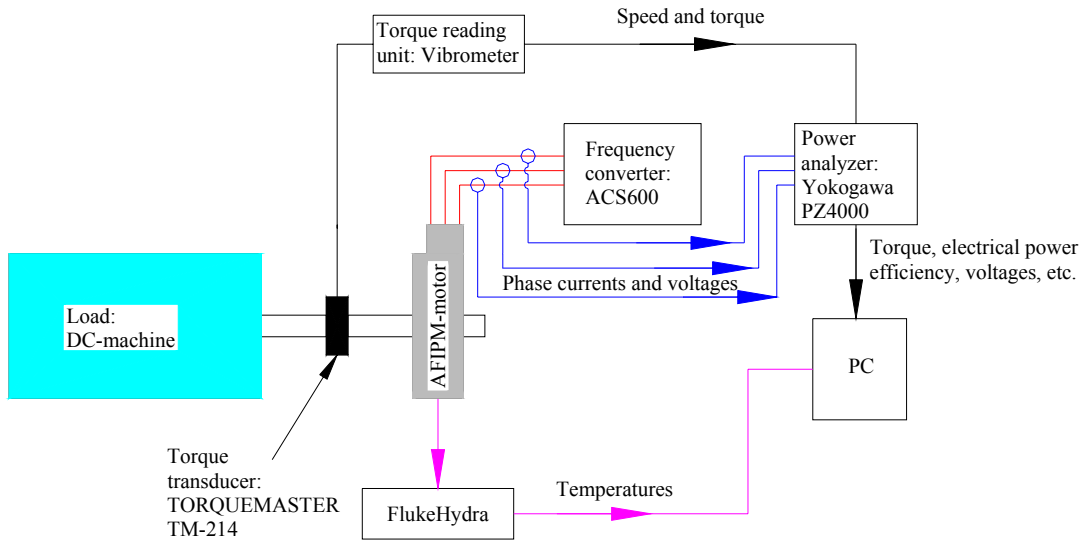 Speed and torque
Torque reading
unit: Vibrometer
Frequency
converter:
ACS600
Power
analyzer:
Yokogawa
PZ4000
Torque, electrical power
efficiency, voltages, etc.
Phase currents and voltages
Load:
DC-machine
AFIPM-motor
PC
Torque
transducer:
TORQUEMASTER
TM-214
FlukeHydra
Temperatures